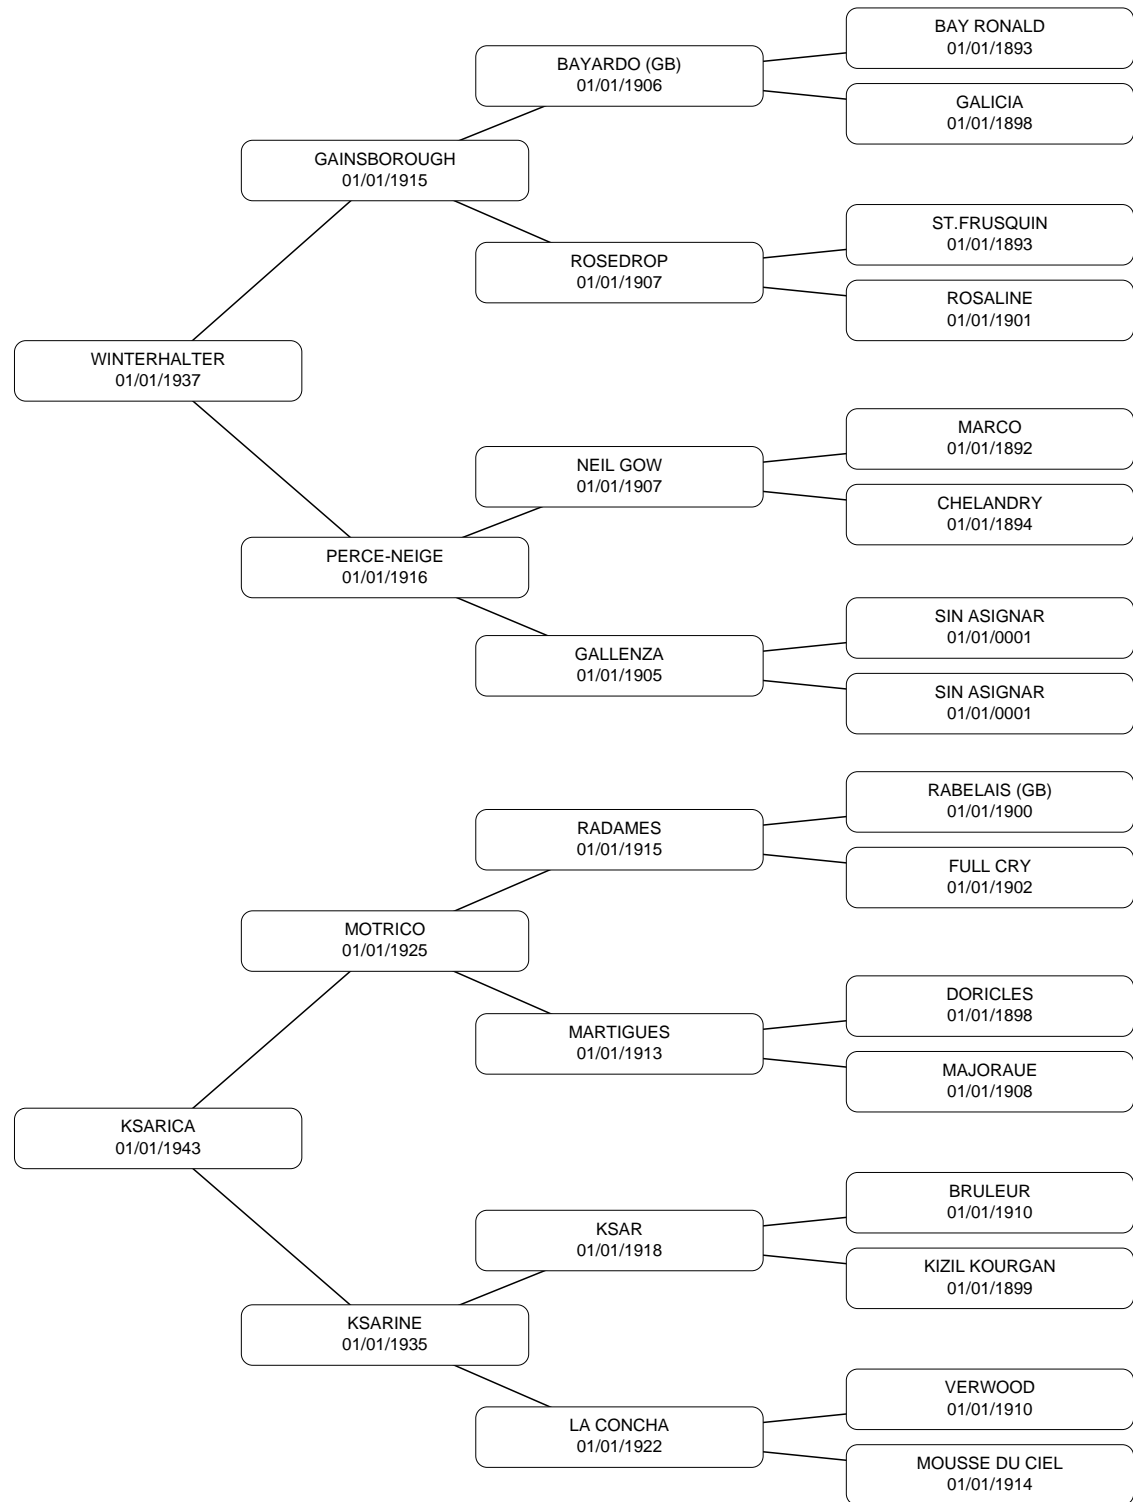 BAY RONALD
01/01/1893
BAYARDO (GB)
01/01/1906
GALICIA
01/01/1898
GAINSBOROUGH
01/01/1915
ST.FRUSQUIN
01/01/1893
ROSEDROP
01/01/1907
ROSALINE
01/01/1901
WINTERHALTER
01/01/1937
MARCO
01/01/1892
NEIL GOW
01/01/1907
CHELANDRY
01/01/1894
PERCE-NEIGE
01/01/1916
SIN ASIGNAR
01/01/0001
GALLENZA
01/01/1905
SIN ASIGNAR
01/01/0001
RABELAIS (GB)
01/01/1900
RADAMES
01/01/1915
FULL CRY
01/01/1902
MOTRICO
01/01/1925
DORICLES
01/01/1898
MARTIGUES
01/01/1913
MAJORAUE
01/01/1908
KSARICA
01/01/1943
BRULEUR
01/01/1910
KSAR
01/01/1918
KIZIL KOURGAN
01/01/1899
KSARINE
01/01/1935
VERWOOD
01/01/1910
LA CONCHA
01/01/1922
MOUSSE DU CIEL
01/01/1914